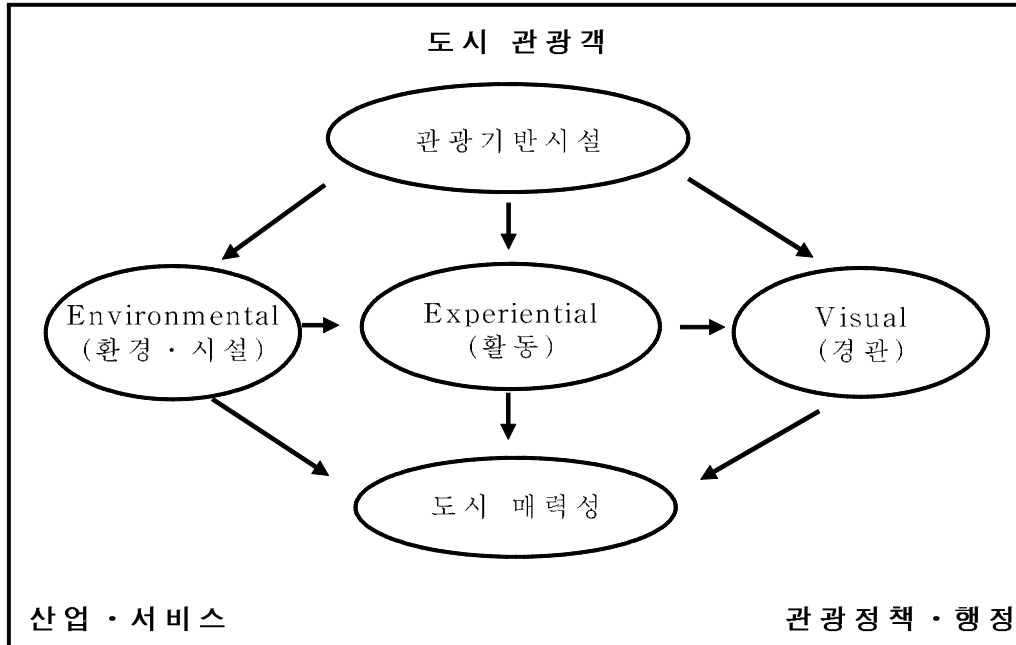 도시 관광객
관광기반시설
Environmental
(환경·시설)
Experiential
(활동)
Visual
(경관)
도시 매력성
산업·서비스
관광정책·행정